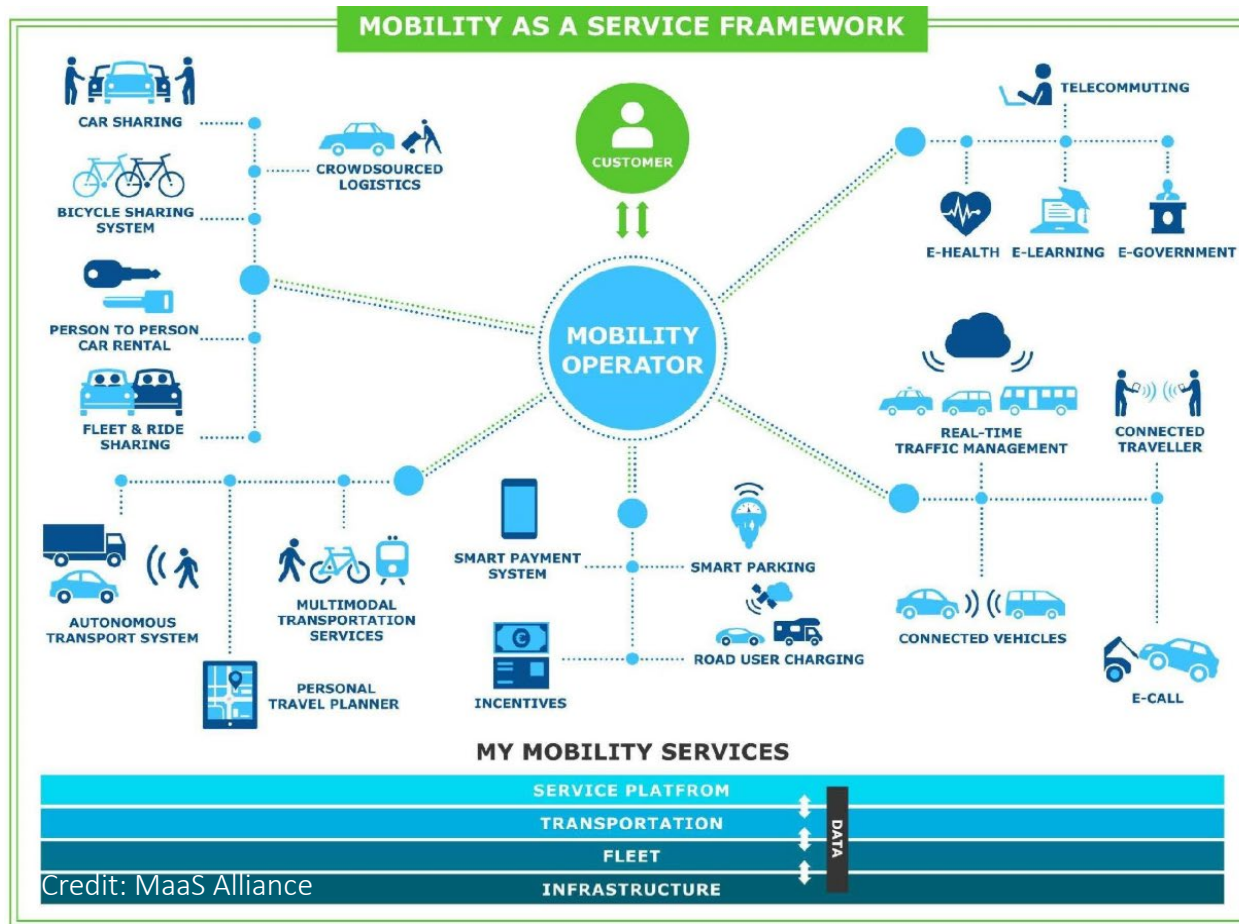 MOBILITY AS A SERVICE FRAMEWORK
CAR SHARING
CROWDSOURCED
LOGISTICS
BICYCLE SHARING
SYSTEM
PERSON TO PERSON
CAR RENTAL
FLEET & RIDE
SHARING
CUSTOMER
MOBILITY
OPERATOR
TELECOMMUTING
E-HEALTH
E-LEARNING
E-GOVERNMENT
REAL-TIME
TRAFFIC MANAGEMENT
CONNECTED
TRAVELLER
AUTONOMOUS
TRANSPORT SYSTEM
MULTIMODAL
TRANSPORTATION
SERVICES
PERSONAL
TRAVEL PLANNER
SMART PAYMENT
SYSTEM
SMART PARKING
INCENTIVES
ROAD USER CHARGING
CONNECTED VEHICLES
E-CALL
MY MOBILITY SERVICES
SERVICE PLATFROM
TRANSPORTATION
FLEET
INFRASTRUCTURE
DATA
Credit: MaaS Alliance